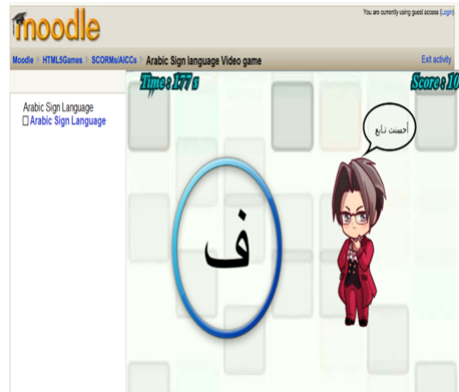 moodle
You are currently using guest access (Login)
Moodle HTML5Games SCORMs/AICCs Arabic Sign language Video game
Exit activity
Time: 177 s
Score: 10
Arabic Sign Language
Arabic Sign Language
أحسنت تابع
ف